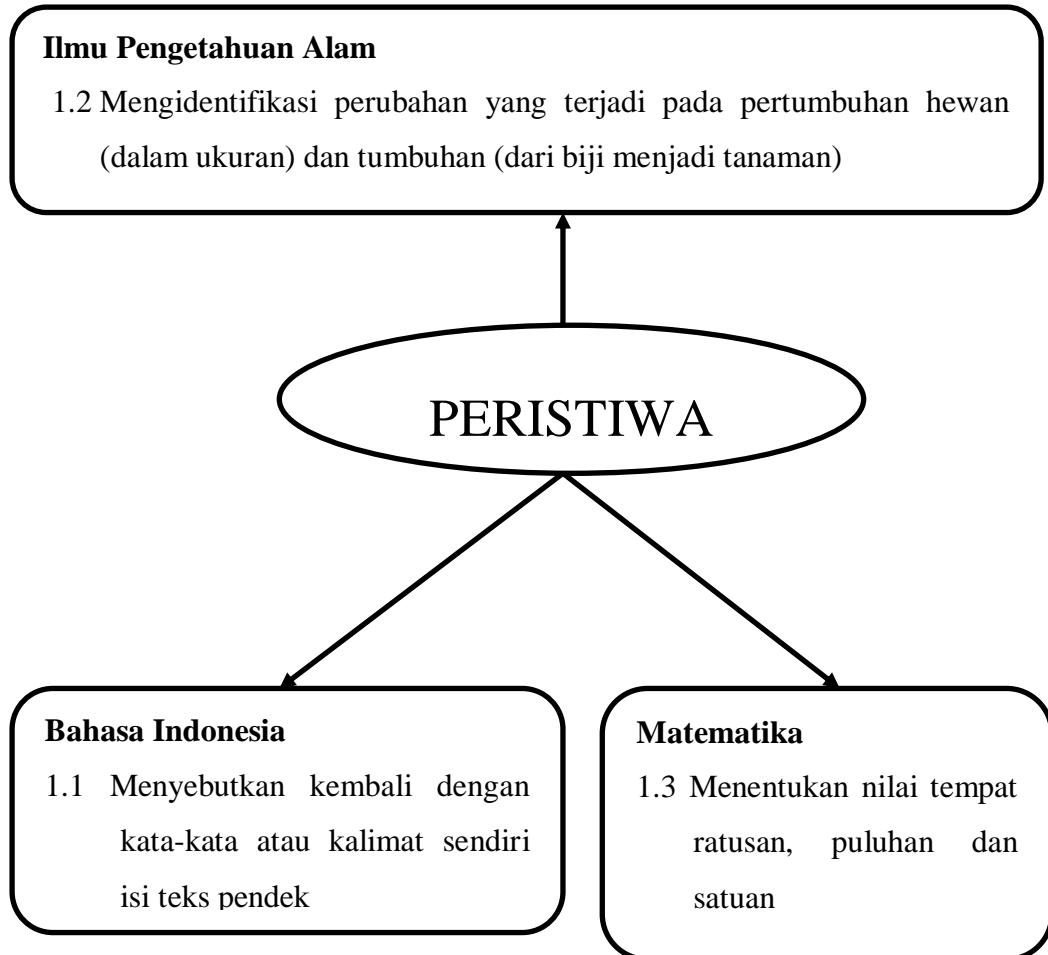 Ilmu Pengetahuan Alam
1.2 Mengidentifikasi perubahan yang terjadi pada pertumbuhan hewan
(dalam ukuran) dan tumbuhan (dari biji menjadi tanaman)
PERISTIWA
Bahasa Indonesia
1.1 Menyebutkan kembali dengan
kata-kata atau kalimat sendiri
isi teks pendek
Matematika
1.3 Menentukan nilai tempat
ratusan, puluhan dan
satuan